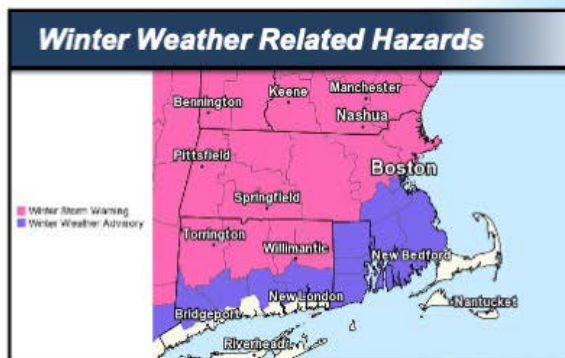 Winter Weather Related Hazards
Keene
Manchester
Bennington
Nashua
Pittsfield
Boston
Springfield
Winter Storm Warning
Winter Weather Advisory
Torrington
Willimantic
New Bedford
New London
Nantucket
Bridgeport
Riverhead